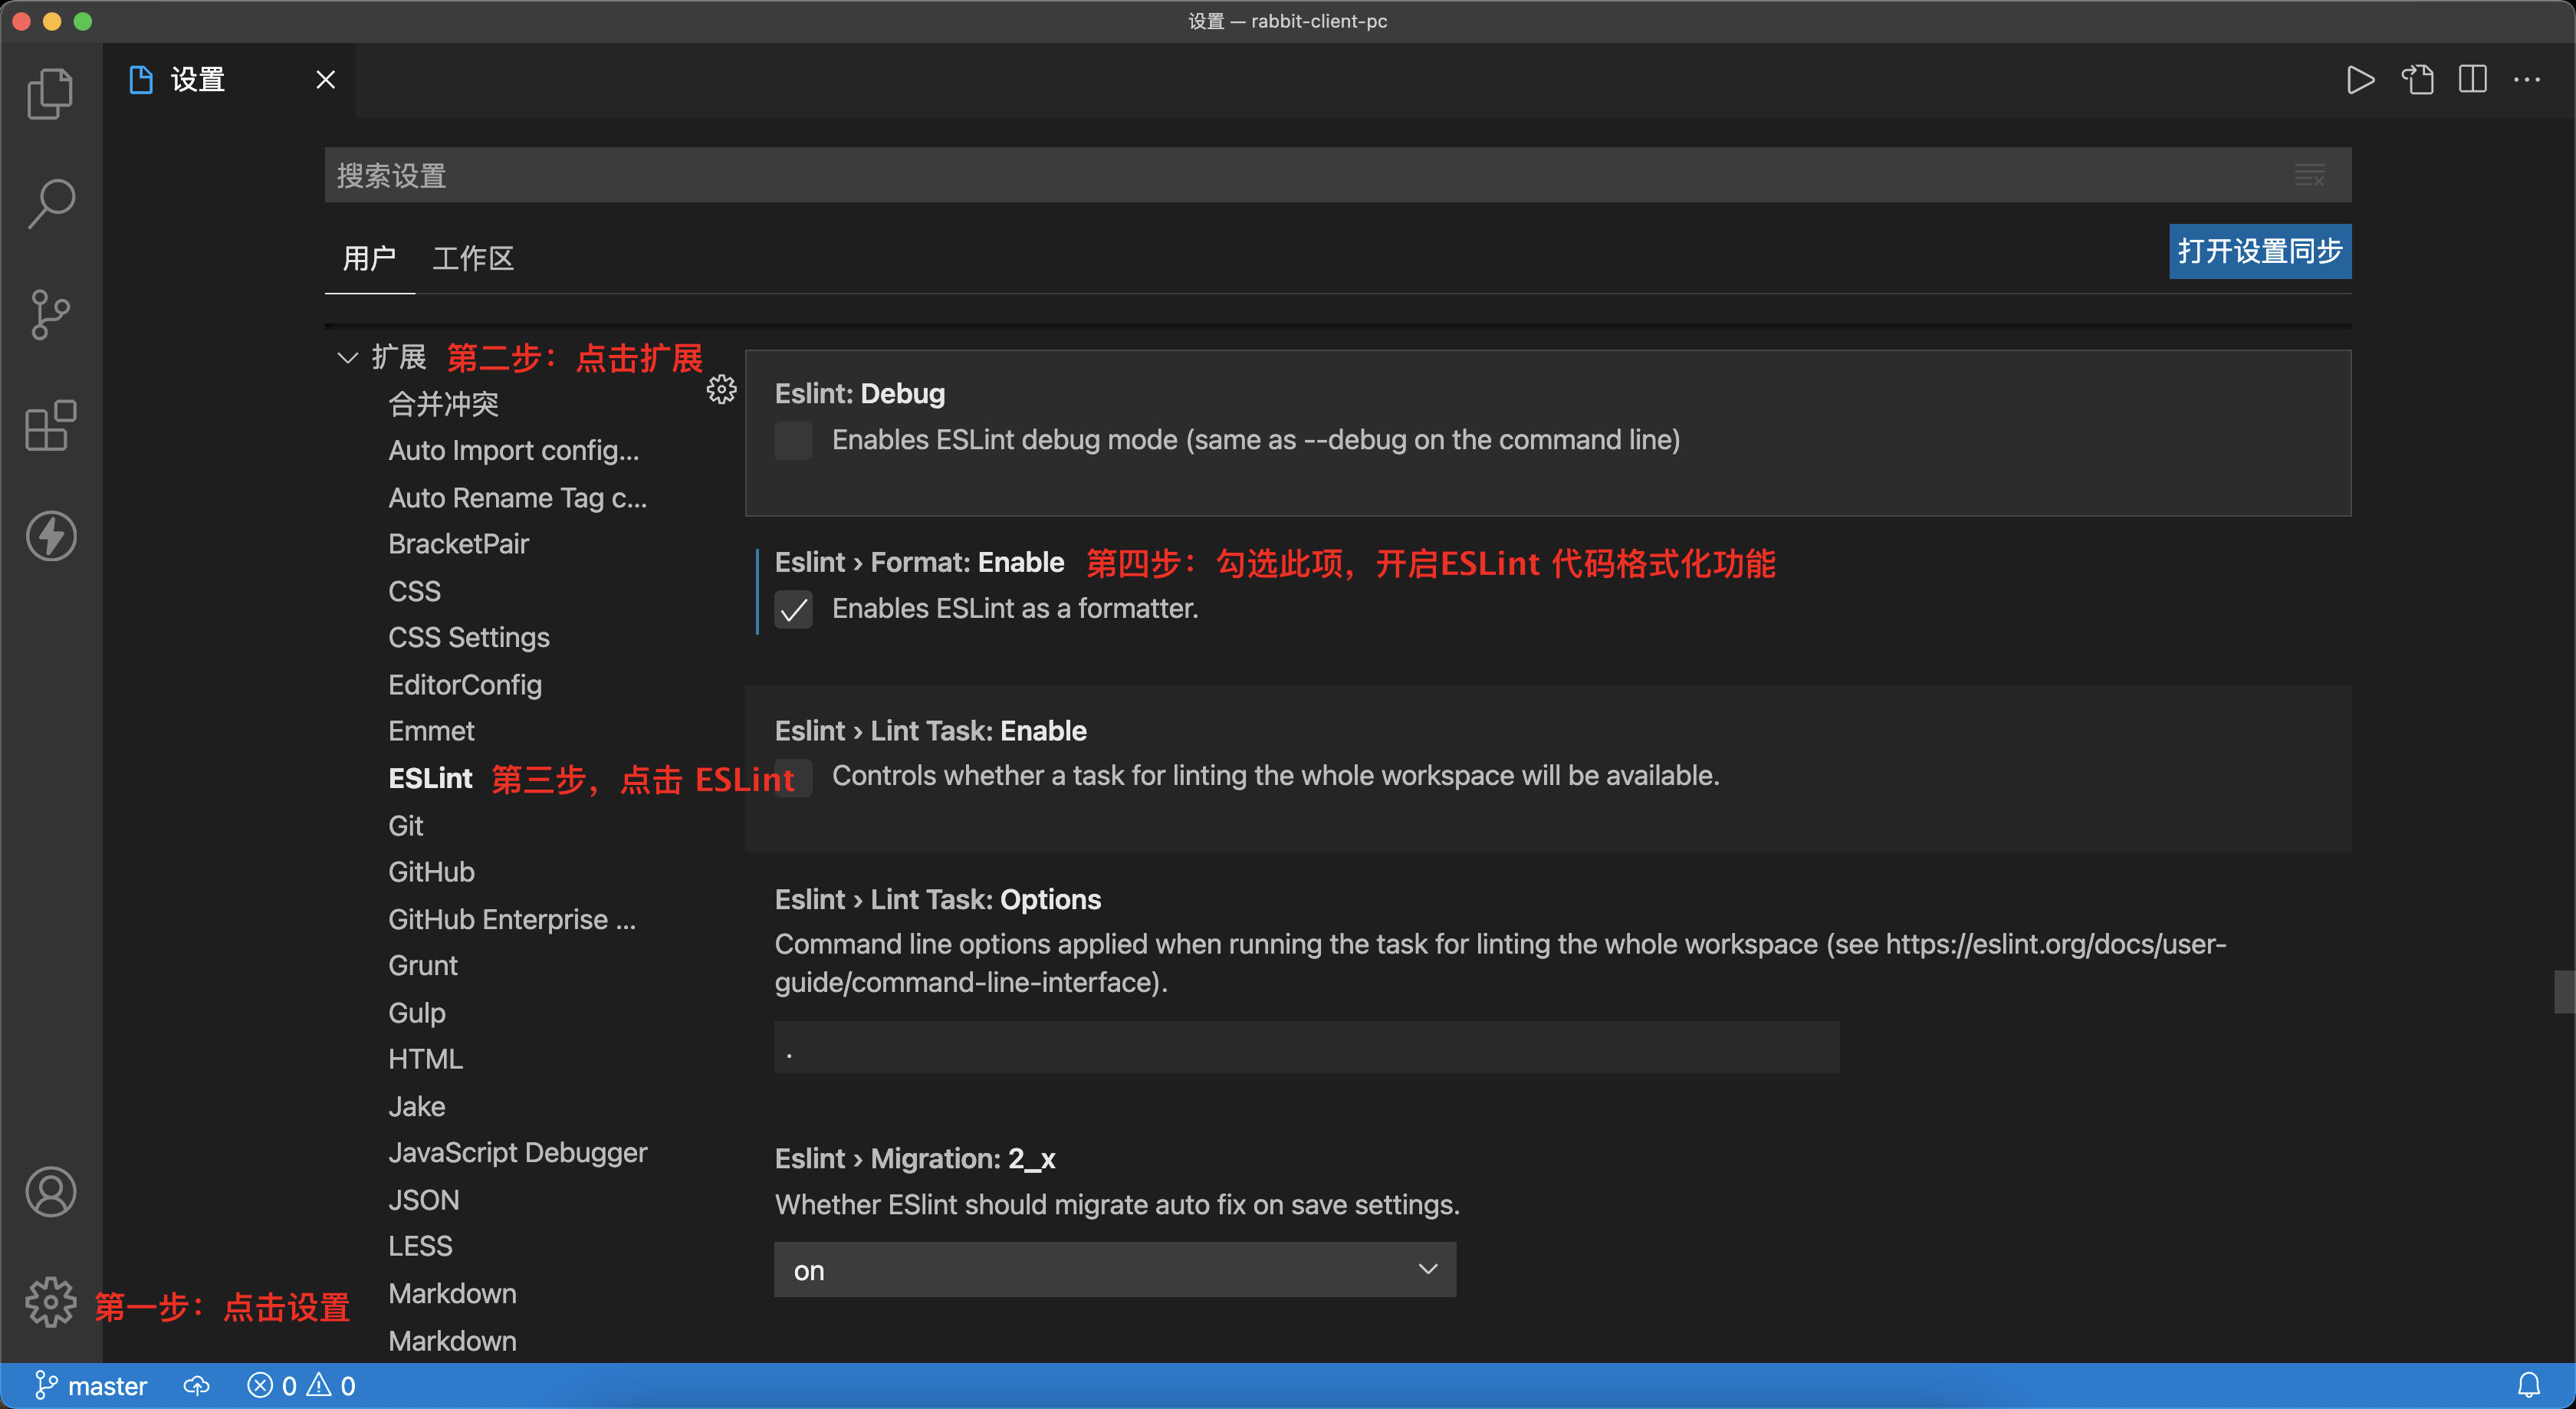 设置 — rabbit-client-pc
设置
搜索设置
用户 工作区
打开设置同步
扩展 第二步：点击扩展
合并冲突
Auto Import config...
Auto Rename Tag c...
BracketPair
CSS
CSS Settings
EditorConfig
Emmet
ESLint 第三步，点击 ESLint
Git
GitHub
GitHub Enterprise ...
Grunt
Gulp
HTML
Jake
JavaScript Debugger
JSON
LESS
Markdown
Markdown
Eslint: Debug
Enables ESLint debug mode (same as --debug on the command line)
Eslint › Format: Enable 第四步：勾选此项，开启ESLint 代码格式化功能
Enables ESLint as a formatter.
Eslint › Lint Task: Enable
Controls whether a task for linting the whole workspace will be available.
Eslint › Lint Task: Options
Command line options applied when running the task for linting the whole workspace (see https://eslint.org/docs/user-
guide/command-line-interface).
.
Eslint › Migration: 2_x
Whether ESlint should migrate auto fix on save settings.
on
第一步：点击设置
master 0 0